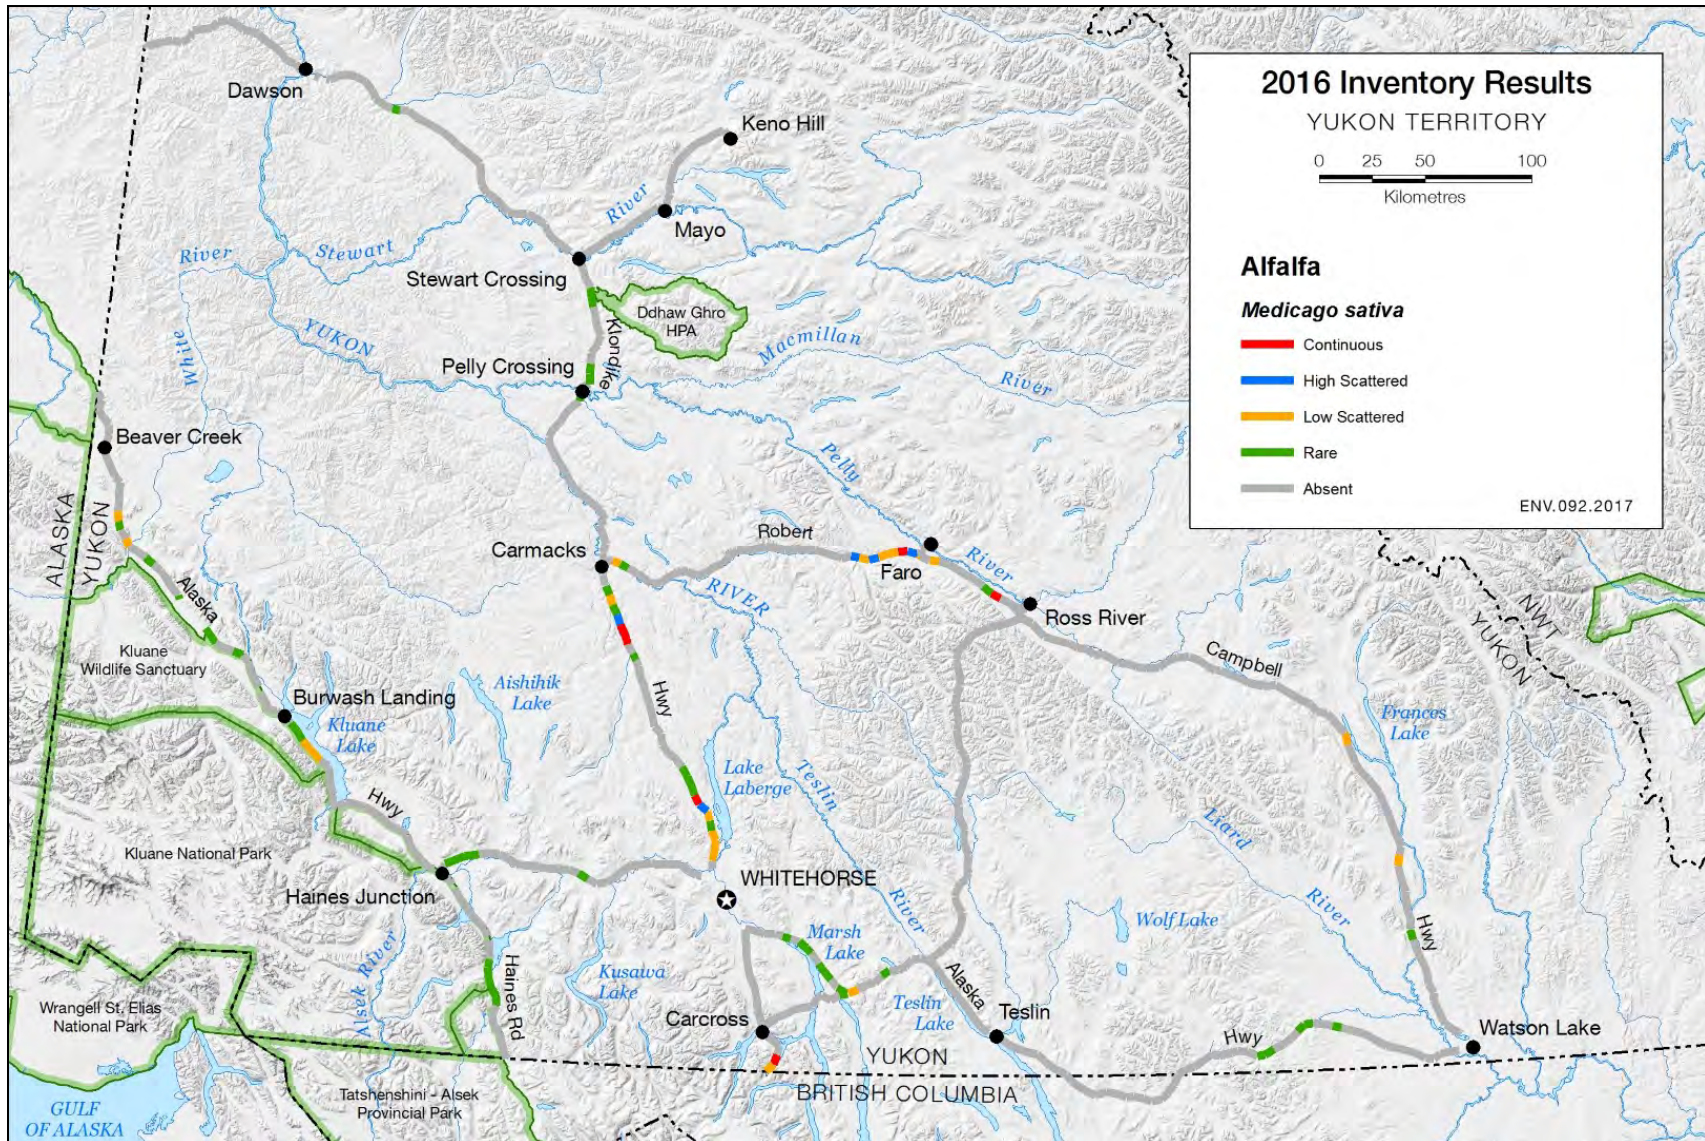 2016 Inventory Results
YUKON TERRITORY
0 25 50 100
Kilometres
Alfalfa
Medicago sativa
Continuous
High Scattered
Low Scattered
Rare
Absent
ENV.092.2017
Dawson
Keno Hill
River
Mayo
River
Stewart
Stewart Crossing
Ddhaw Ghro
HPA
White
YUKON
Klondike
Macmillan
River
Pelly Crossing
Beaver Creek
Pelly
ALASKA
YUKON
Robert
Carmacks
Faro
River
RIVER
Alaska
Ross River
NWT
YUKON
Kluane
Wildlife Sanctuary
Campbell
Aishihik
Lake
Hwy
Burwash Landing
Kluane
Lake
Frances
Lake
Lake
Laberge
Teslin
Hwy
Liard
Kluane National Park
Haines Junction
WHITEHORSE
River
River
Wolf Lake
Marsh
Lake
Hwy
Alsek River
Haines Rd
Kusawa
Lake
Alaska
Teslin
Lake
Teslin
Wrangell St. Elias
National Park
Carcross
Hwy
Watson Lake
YUKON
BRITISH COLUMBIA
Tatshenshini - Alsek
Provincial Park
GULF
OF ALASKA